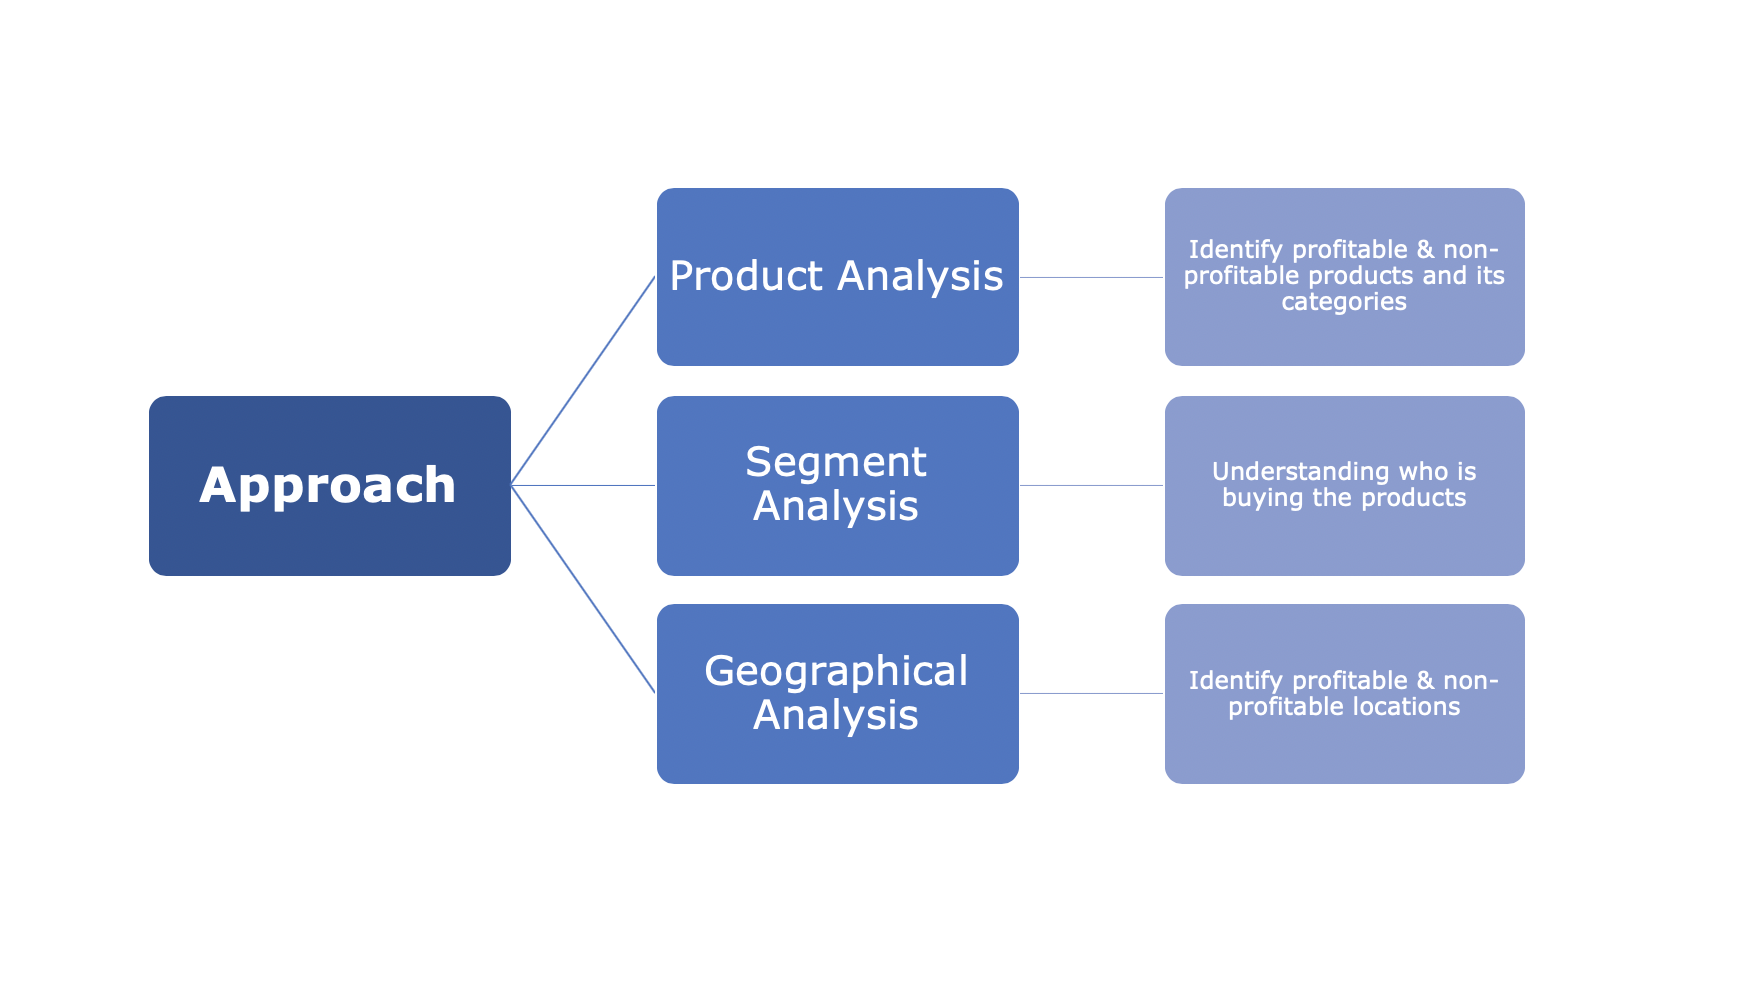 Approach
Product Analysis
Identify profitable & non-
profitable products and its
categories
Segment
Analysis
Understanding who is
buying the products
Geographical
Analysis
Identify profitable & non-
profitable locations